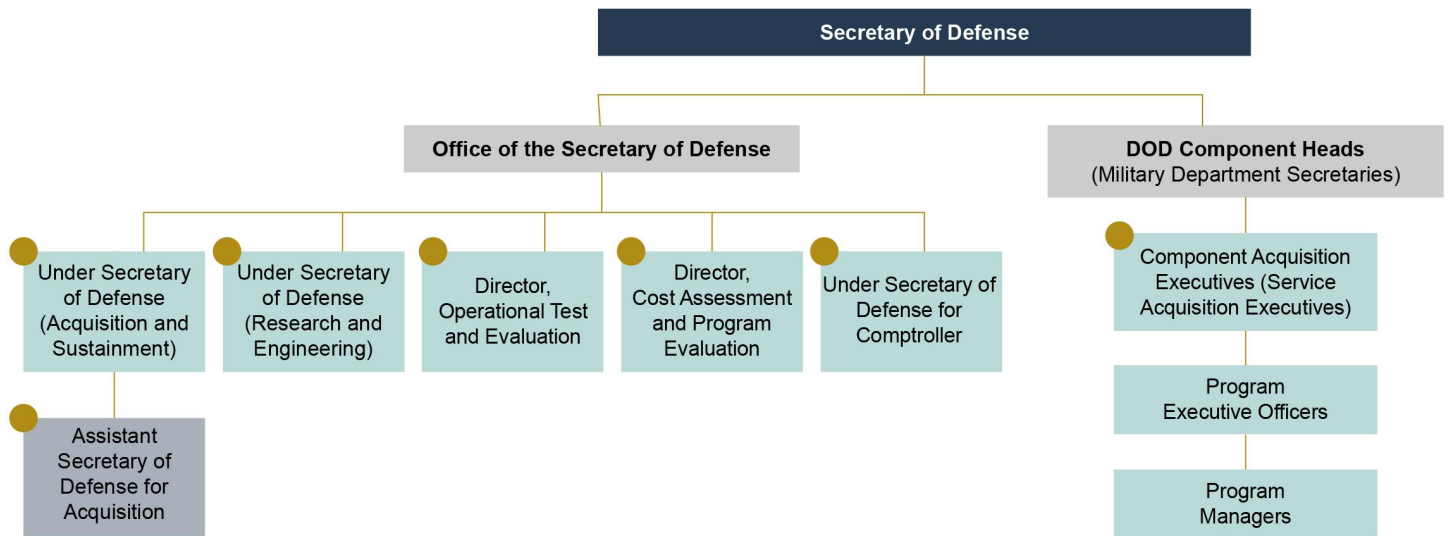 Secretary of Defense
Office of the Secretary of Defense
DOD Component Heads
(Military Department Secretaries)
Under Secretary
of Defense
(Acquisition and
Sustainment)
Under Secretary
of Defense
(Research and
Engineering)
Director,
Operational Test
and Evaluation
Director,
Cost Assessment
and Program
Evaluation
Under Secretary of
Defense for
Comptroller
Component Acquisition
Executives (Service
Acquisition Executives)
Assistant
Secretary of
Defense for
Acquisition
Program
Executive Officers
Program
Managers